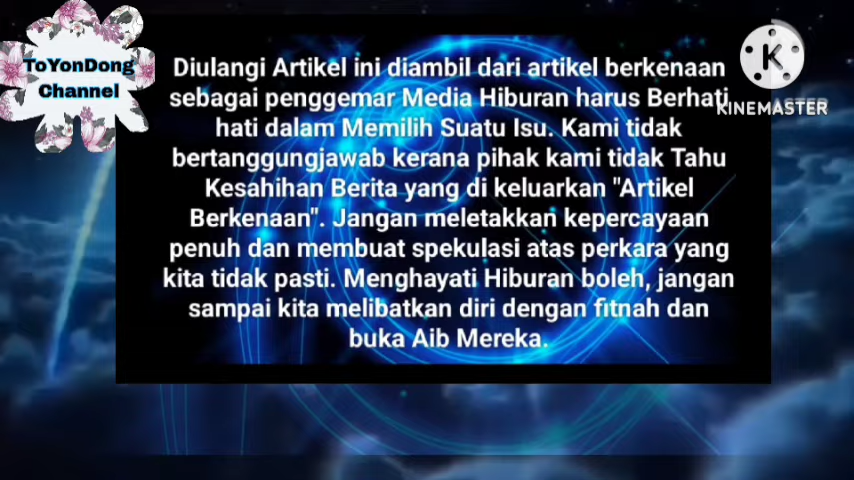 ToYonDong
Channel
KINEMASTER
Diulangi Artikel ini diambil dari artikel berkenaan
sebagai penggemar Media Hiburan harus Berhati
hati dalam Memilih Suatu Isu. Kami tidak
bertanggungjawab kerana pihak kami tidak Tahu
Kesahihan Berita yang di keluarkan "Artikel
Berkenaan". Jangan meletakkan kepercayaan
penuh dan membuat spekulasi atas perkara yang
kita tidak pasti. Menghayati Hiburan boleh, jangan
sampai kita melibatkan diri dengan fitnah dan
buka Aib Mereka.